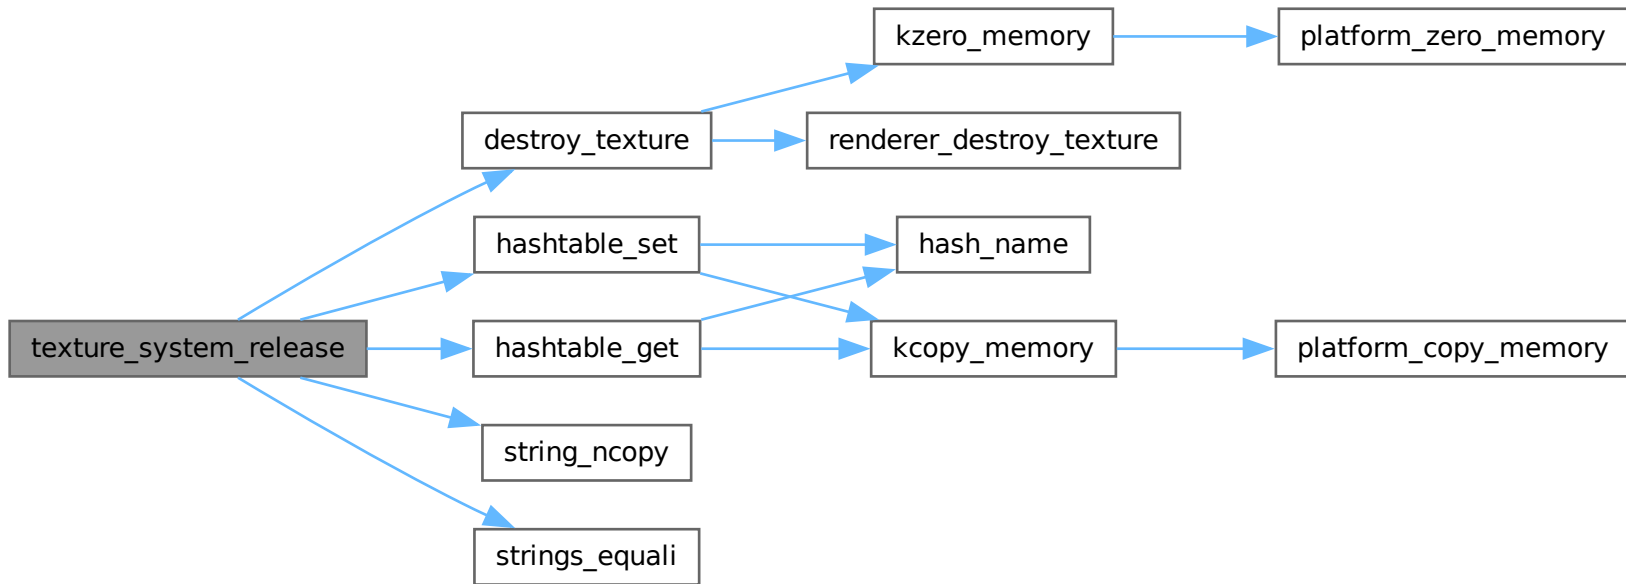 kzero_memory
platform_zero_memory
destroy_texture
renderer_destroy_texture
hashtable_set
hash_name
texture_system_release
hashtable_get
kcopy_memory
platform_copy_memory
string_ncopy
strings_equali